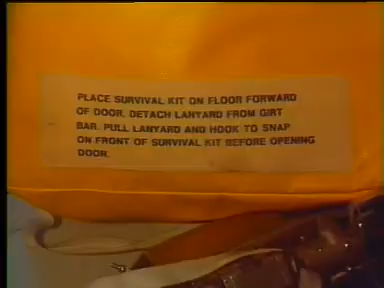 PLACE SURVIVAL KIT ON FLOOR FORWARD
OF DOOR. DETACH LANYARD FROM GIRT
BAR. PULL LANYARD AND HOOK TO SNAP
ON FRONT OF SURVIVAL KIT BEFORE OPENING
DOOR.